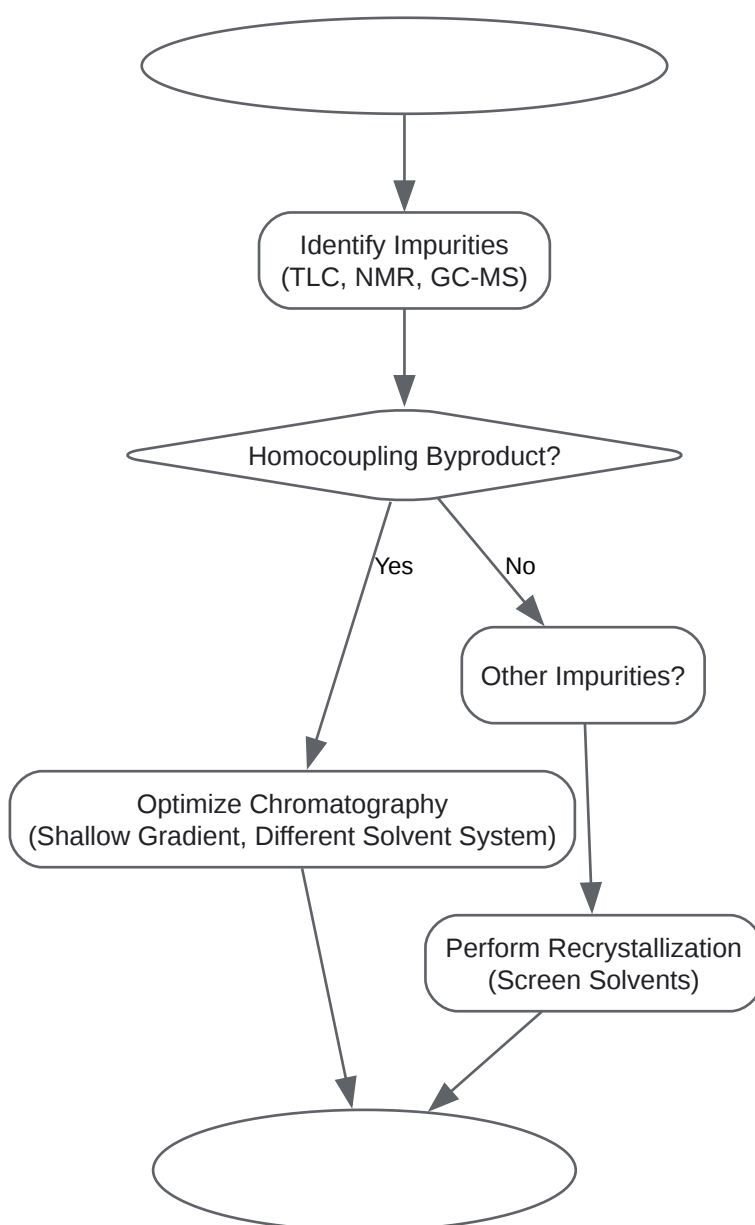 Identify Impurities
(TLC, NMR, GC-MS)
Homocoupling Byproduct?
Yes
No
Other Impurities?
Optimize Chromatography
(Shallow Gradient, Different Solvent System)
Perform Recrystallization
(Screen Solvents)